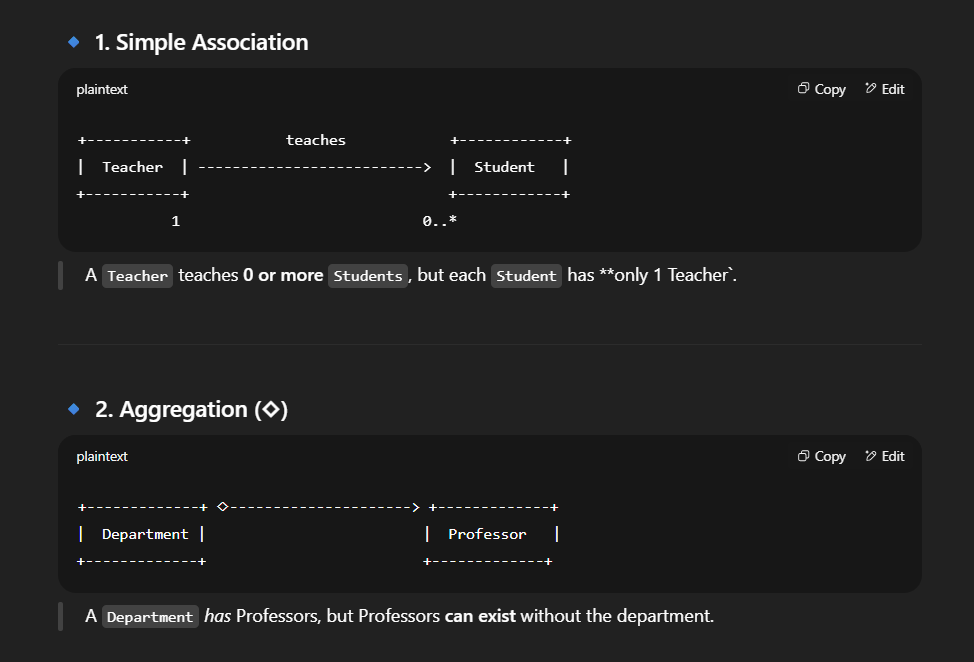 1. Simple Association
plaintext Copy Edit
+-----------+           teaches            +------------+
|  Teacher  | --------------------------> |  Student   |
+-----------+                              +------------+
           1                            0..*
A Teacher teaches 0 or more Students, but each Student has **only 1 Teacher`.
2. Aggregation (◇)
plaintext Copy Edit
+-------------+ ◇---------------------> +-------------+
|  Department |                         |  Professor   |
+-------------+                         +-------------+
A Department has Professors, but Professors can exist without the department.